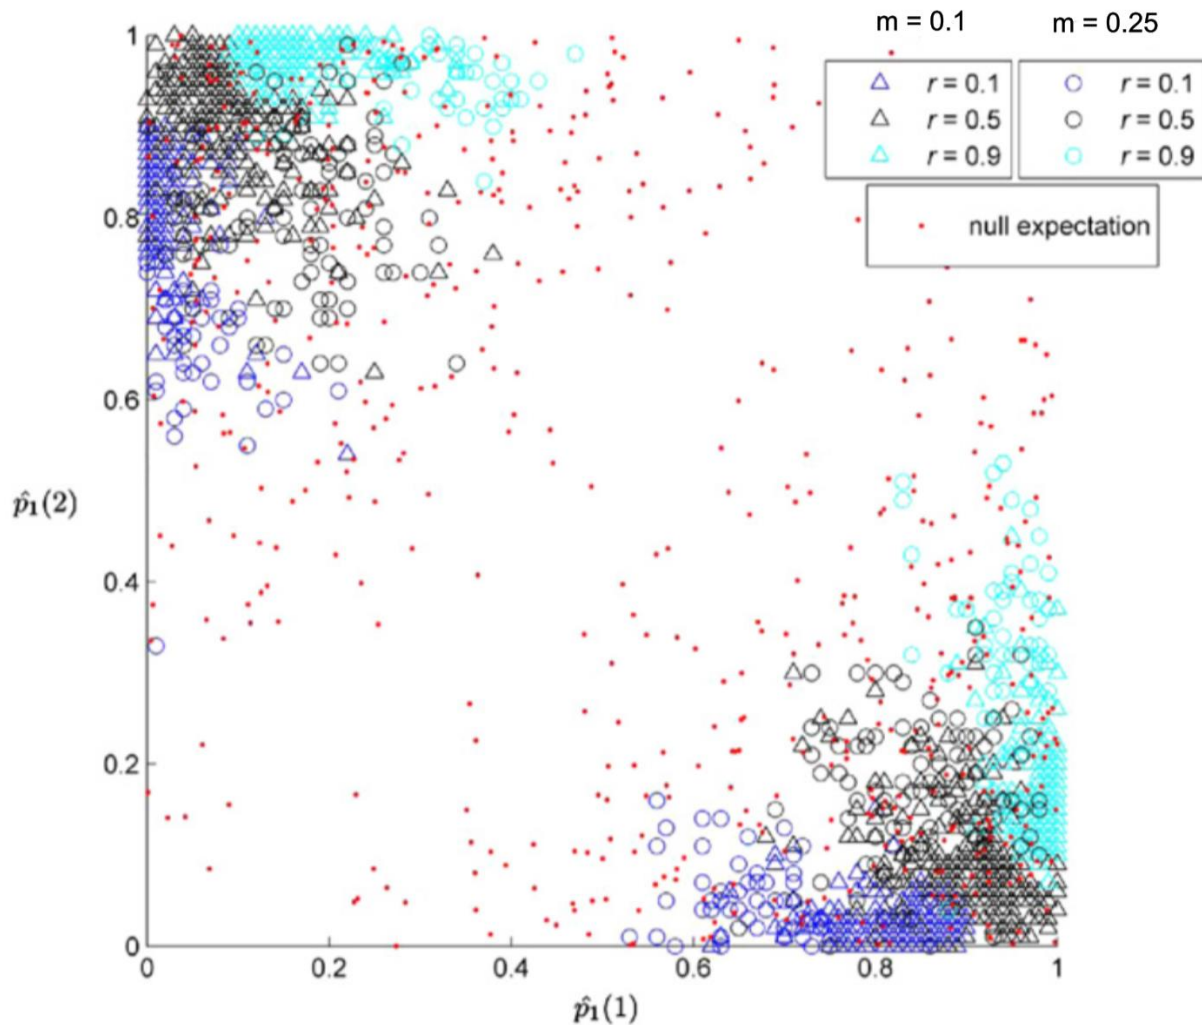 m = 0.1 m = 0.25
r = 0.1 r = 0.1
r = 0.5 r = 0.5
r = 0.9 r = 0.9
null expectation
1
0.8
0.6
p̂₁(2)
0.4
0.2
0
0 0.2 0.4 0.6 0.8 1
p̂₁(1)